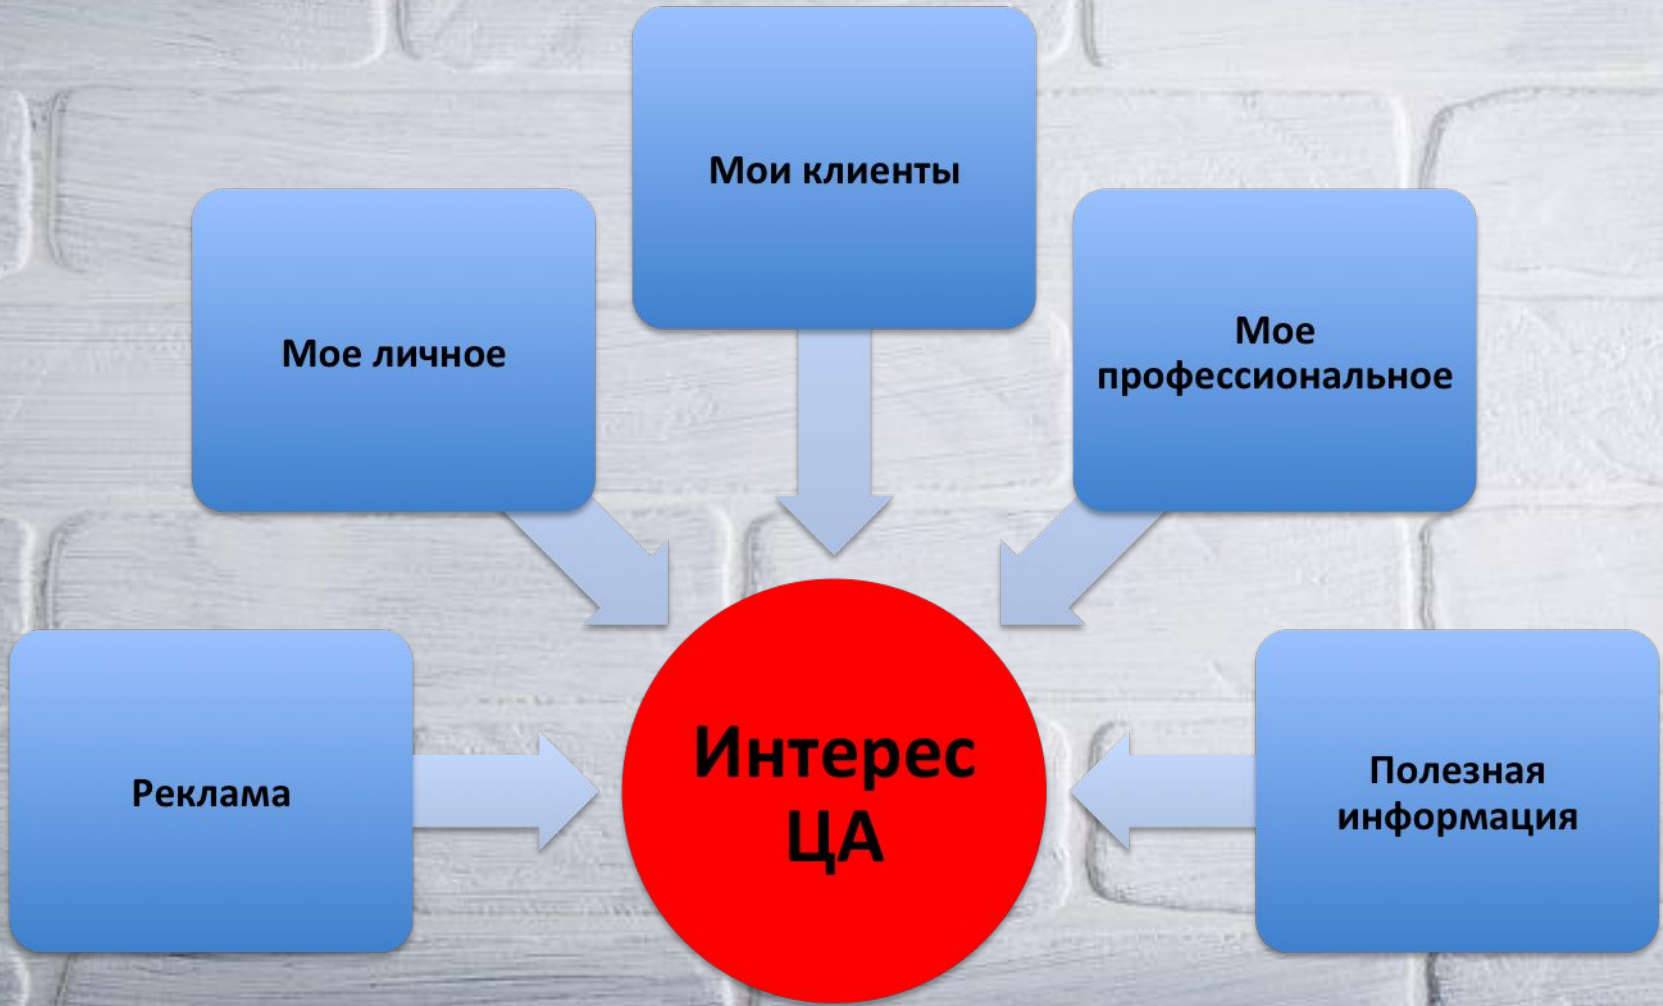 Мои клиенты
Мое личное
Мое
профессиональное
Реклама
Интерес
ЦА
Полезная
информация